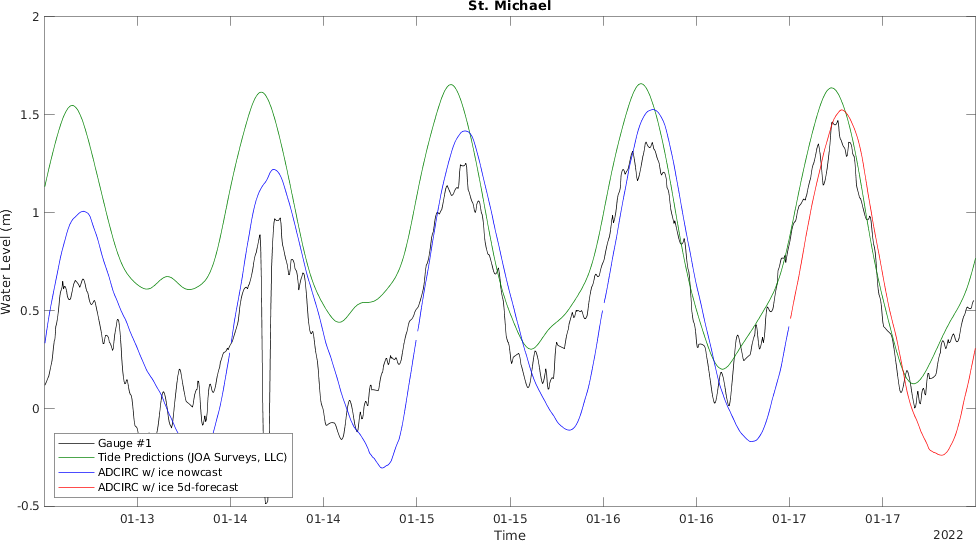 St. Michael
2
1.5
1
0.5
0
-0.5
Water Level (m)
Gauge #1
Tide Predictions (JOA Surveys, LLC)
ADCIRC w/ ice nowcast
ADCIRC w/ ice 5d-forecast
01-13 01-14 01-14 01-15 01-15 01-16 01-16 01-17 01-17
Time
2022